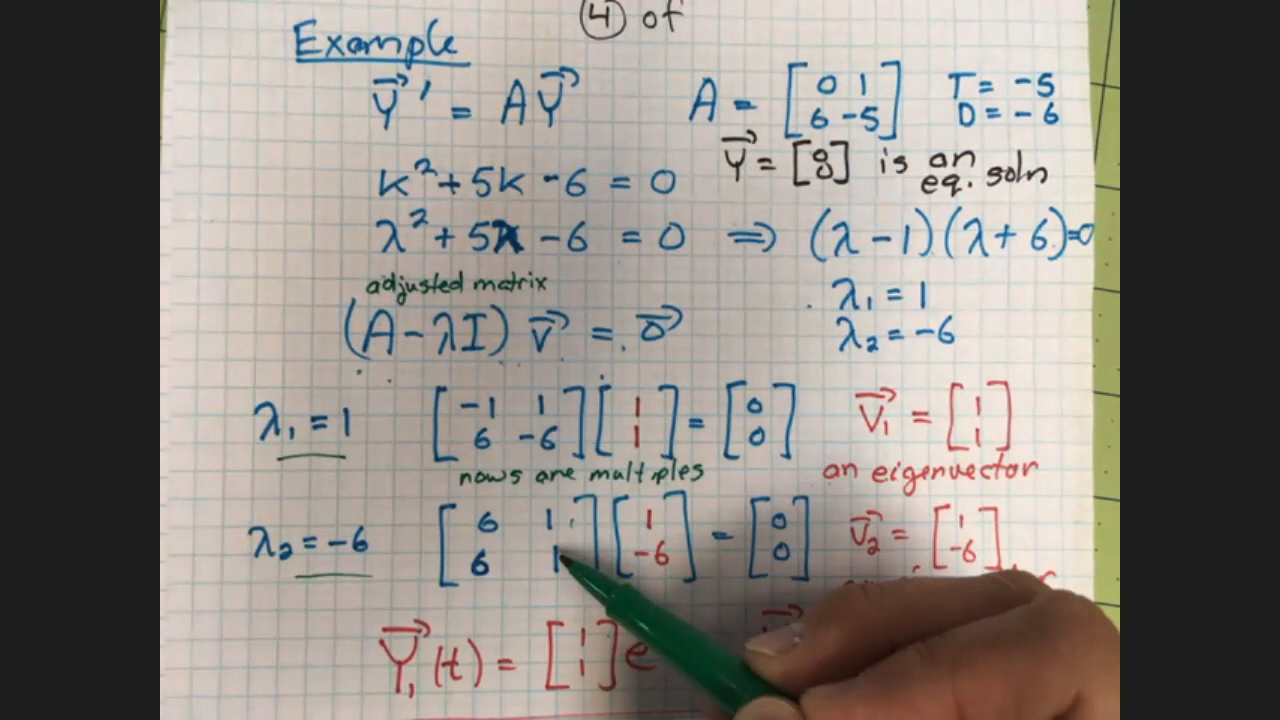 ④ of
Example
Y⃗' = AY⃗ A = [0 1; 6 -5] T = -5
D = -6
Y⃗ = [0; 0] is an eq. soln
k² + 5k - 6 = 0
λ² + 5λ - 6 = 0 ⇒ (λ - 1)(λ + 6) = 0
adjusted matrix
λ₁ = 1
(A - λI) v⃗ = 0⃗ λ₂ = -6
λ₁ = 1 [-1 1; 6 -6] [1; 1] = [0; 0] V⃗₁ = [1; 1]
rows are multiples an eigenvector
λ₂ = -6 [6 1; 6 1] [1; -6] = [0; 0] V⃗₂ = [1; -6]
Y⃗₁(t) = [1; 1] e